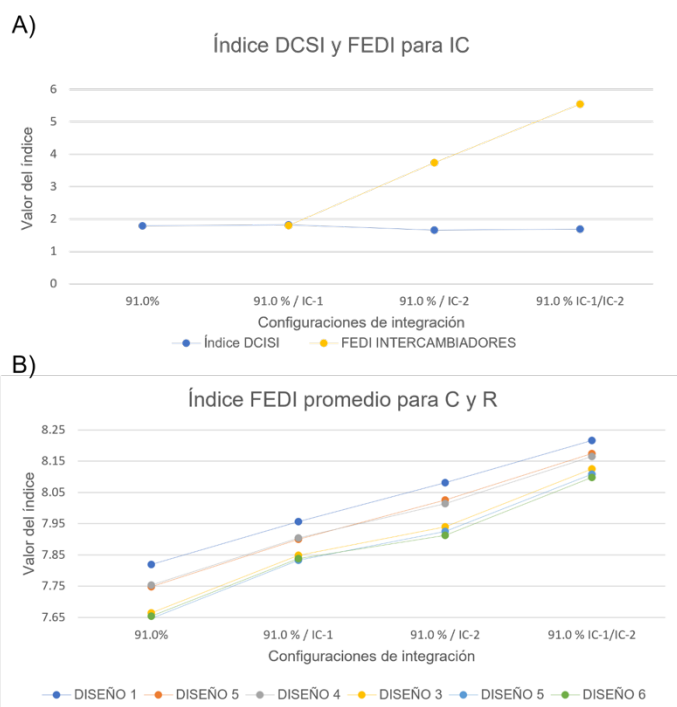 A)
Índice DCSI y FEDI para IC
6
5
4
3
2
1
0
Valor del índice
91.0%
91.0 % / IC-1
91.0 % / IC-2
91.0 % IC-1/IC-2
Configuraciones de integración
Índice DCISI
FEDI INTERCAMBIADORES
B)
Índice FEDI promedio para C y R
8.25
8.15
8.05
7.95
7.85
7.75
7.65
Valor del índice
91.0%
91.0 % / IC-1
91.0 % / IC-2
91.0 % IC-1/IC-2
Configuraciones de integración
DISEÑO 1
DISEÑO 5
DISEÑO 4
DISEÑO 3
DISEÑO 5
DISEÑO 6